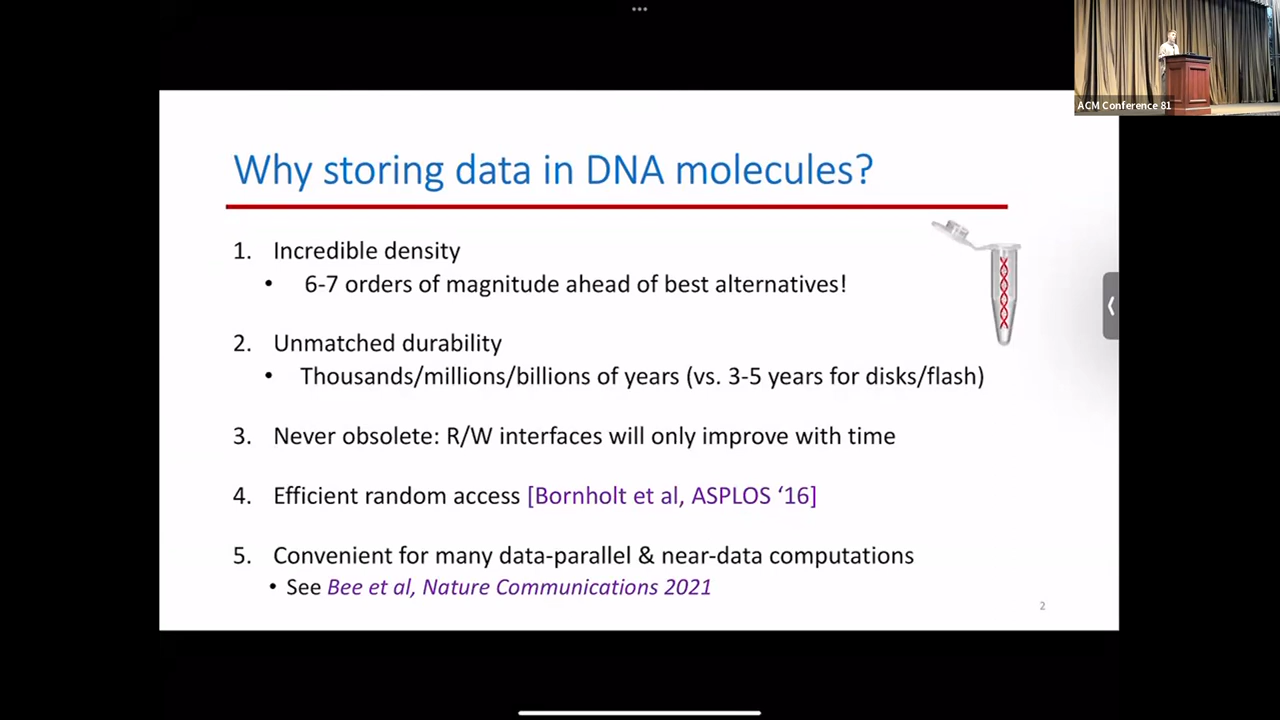 ACM Conference 81
Why storing data in DNA molecules?
1. Incredible density
• 6-7 orders of magnitude ahead of best alternatives!
2. Unmatched durability
• Thousands/millions/billions of years (vs. 3-5 years for disks/flash)
3. Never obsolete: R/W interfaces will only improve with time
4. Efficient random access [Bornholt et al, ASPLOS ‘16]
5. Convenient for many data-parallel & near-data computations
• See Bee et al, Nature Communications 2021
2